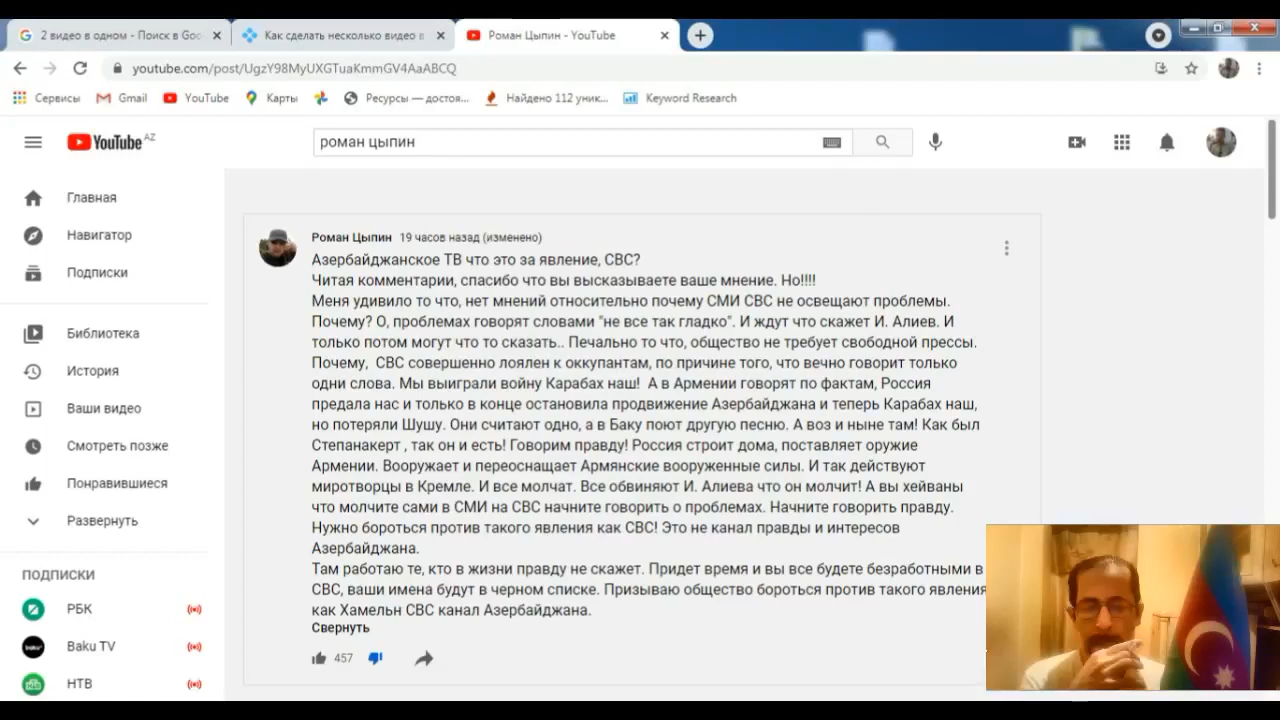 2 видео в одном - Поиск в Goo
Как сделать несколько видео в
Роман Цыпин - YouTube
youtube.com/post/UgzY98MyUXGTuaKmmGV4AaABCQ
Сервисы Gmail YouTube Карты Ресурсы — достоя... Найдено 112 уник... Keyword Research
YouTube AZ
роман цыпин
Главная
Навигатор
Подписки
Библиотека
История
Ваши видео
Смотреть позже
Понравившиеся
Развернуть
ПОДПИСКИ
РБК
Baku TV
НТВ
Роман Цыпин 19 часов назад (изменено)
Азербайджанское ТВ что это за явление, СВС?
Читая комментарии, спасибо что вы высказываете ваше мнение. Но!!!!
Меня удивило то что, нет мнений относительно почему СМИ СВС не освещают проблемы.
Почему? О, проблемах говорят словами "не все так гладко". И ждут что скажет И. Алиев. И
только потом могут что то сказать.. Печально то что, общество не требует свободной прессы.
Почему, СВС совершенно лоялен к оккупантам, по причине того, что вечно говорит только
одни слова. Мы выиграли войну Карабах наш! А в Армении говорят по фактам, Россия
предала нас и только в конце остановила продвижение Азербайджана и теперь Карабах наш,
но потеряли Шушу. Они считают одно, а в Баку поют другую песню. А воз и ныне там! Как был
Степанакерт , так он и есть! Говорим правду! Россия строит дома, поставляет оружие
Армении. Вооружает и переоснащает Армянские вооруженные силы. И так действуют
миротворцы в Кремле. И все молчат. Все обвиняют И. Алиева что он молчит! А вы хейваны
что молчите сами в СМИ на СВС начните говорить о проблемах. Начните говорить правду.
Нужно бороться против такого явления как СВС! Это не канал правды и интересов
Азербайджана.
Там работаю те, кто в жизни правду не скажет. Придет время и вы все будете безработными в
СВС, ваши имена будут в черном списке. Призываю общество бороться против такого явления
как Хамельн СВС канал Азербайджана.
Свернуть
457